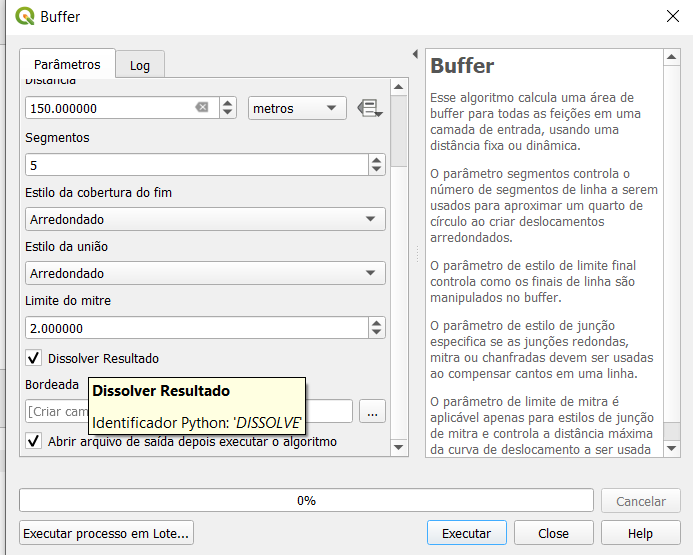 Buffer
Parâmetros
Log
Distância
150.000000
metros
Segmentos
5
Estilo da cobertura do fim
Arredondado
Estilo da união
Arredondado
Limite do mitre
2.000000
Dissolver Resultado
Bordeada
[Criar cam
...
Dissolver Resultado
Identificador Python: 'DISSOLVE'
Abrir arquivo de saída depois executar o algoritmo
Buffer
Esse algoritmo calcula uma área de
buffer para todas as feições em uma
camada de entrada, usando uma
distância fixa ou dinâmica.
O parâmetro segmentos controla o
número de segmentos de linha a serem
usados para aproximar um quarto de
círculo ao criar deslocamentos
arredondados.
O parâmetro de estilo de limite final
controla como os finais de linha são
manipulados no buffer.
O parâmetro de estilo de junção
especifica se as junções redondas,
mitra ou chanfradas devem ser usadas
ao compensar cantos em uma linha.
O parâmetro de limite de mitra é
aplicável apenas para estilos de junção
de mitra e controla a distância máxima
da curva de deslocamento a ser usada
0%
Cancelar
Executar processo em Lote...
Executar
Close
Help